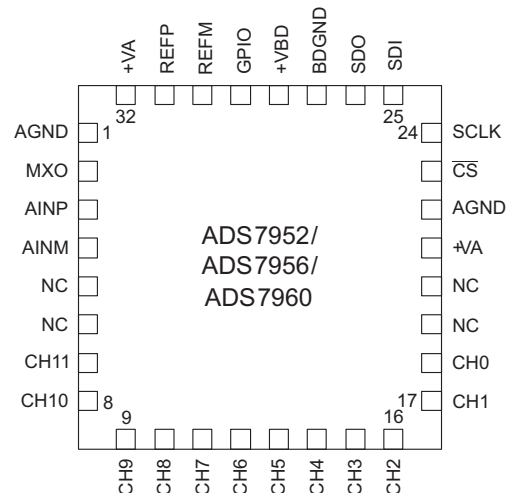 +VA
REFP
REFM
GPIO
+VBD
BDGND
SDO
SDI
32
25
AGND
1
24
SCLK
MXO
CS
AINP
AGND
AINM
+VA
NC
NC
NC
NC
CH11
CH0
CH10
8
17
CH1
ADS7952/
ADS7956/
ADS7960
9
16
CH9
CH8
CH7
CH6
CH5
CH4
CH3
CH2